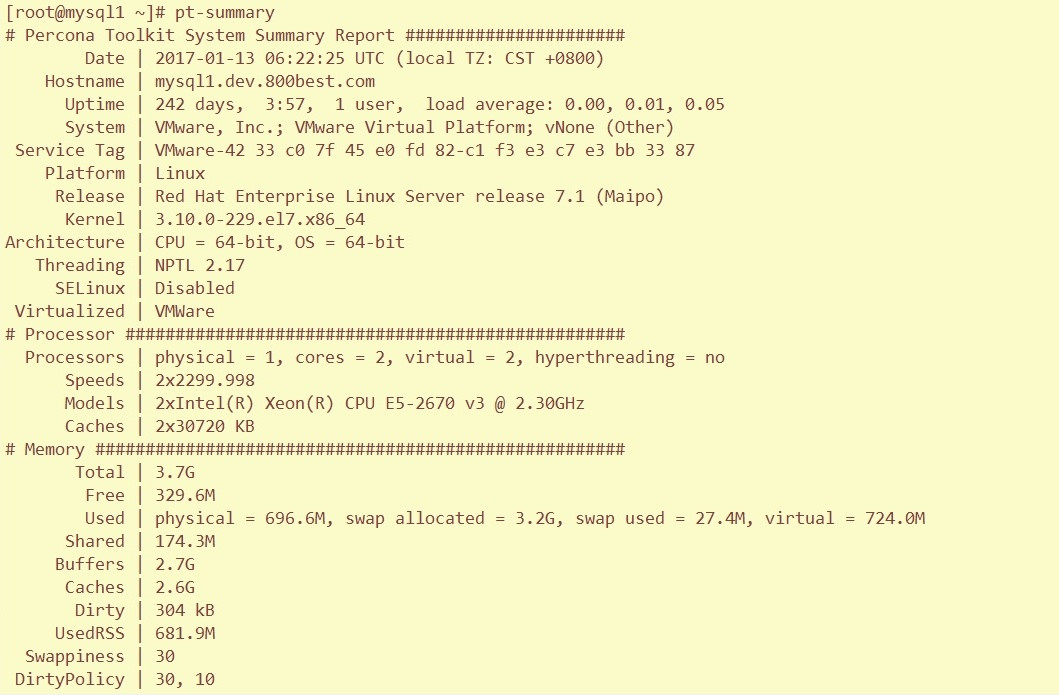 [root@mysql1 ~]# pt-summary
# Percona Toolkit System Summary Report ######################
        Date | 2017-01-13 06:22:25 UTC (local TZ: CST +0800)
    Hostname | mysql1.dev.800best.com
      Uptime | 242 days,  3:57,  1 user,  load average: 0.00, 0.01, 0.05
      System | VMware, Inc.; VMware Virtual Platform; vNone (Other)
 Service Tag | VMware-42 33 c0 7f 45 e0 fd 82-c1 f3 e3 c7 e3 bb 33 87
    Platform | Linux
     Release | Red Hat Enterprise Linux Server release 7.1 (Maipo)
      Kernel | 3.10.0-229.el7.x86_64
Architecture | CPU = 64-bit, OS = 64-bit
   Threading | NPTL 2.17
     SELinux | Disabled
 Virtualized | VMWare
# Processor ##################################################
  Processors | physical = 1, cores = 2, virtual = 2, hyperthreading = no
      Speeds | 2x2299.998
      Models | 2xIntel(R) Xeon(R) CPU E5-2670 v3 @ 2.30GHz
      Caches | 2x30720 KB
# Memory #####################################################
       Total | 3.7G
        Free | 329.6M
        Used | physical = 696.6M, swap allocated = 3.2G, swap used = 27.4M, virtual = 724.0M
      Shared | 174.3M
     Buffers | 2.7G
      Caches | 2.6G
       Dirty | 304 kB
     UsedRSS | 681.9M
  Swappiness | 30
 DirtyPolicy | 30, 10